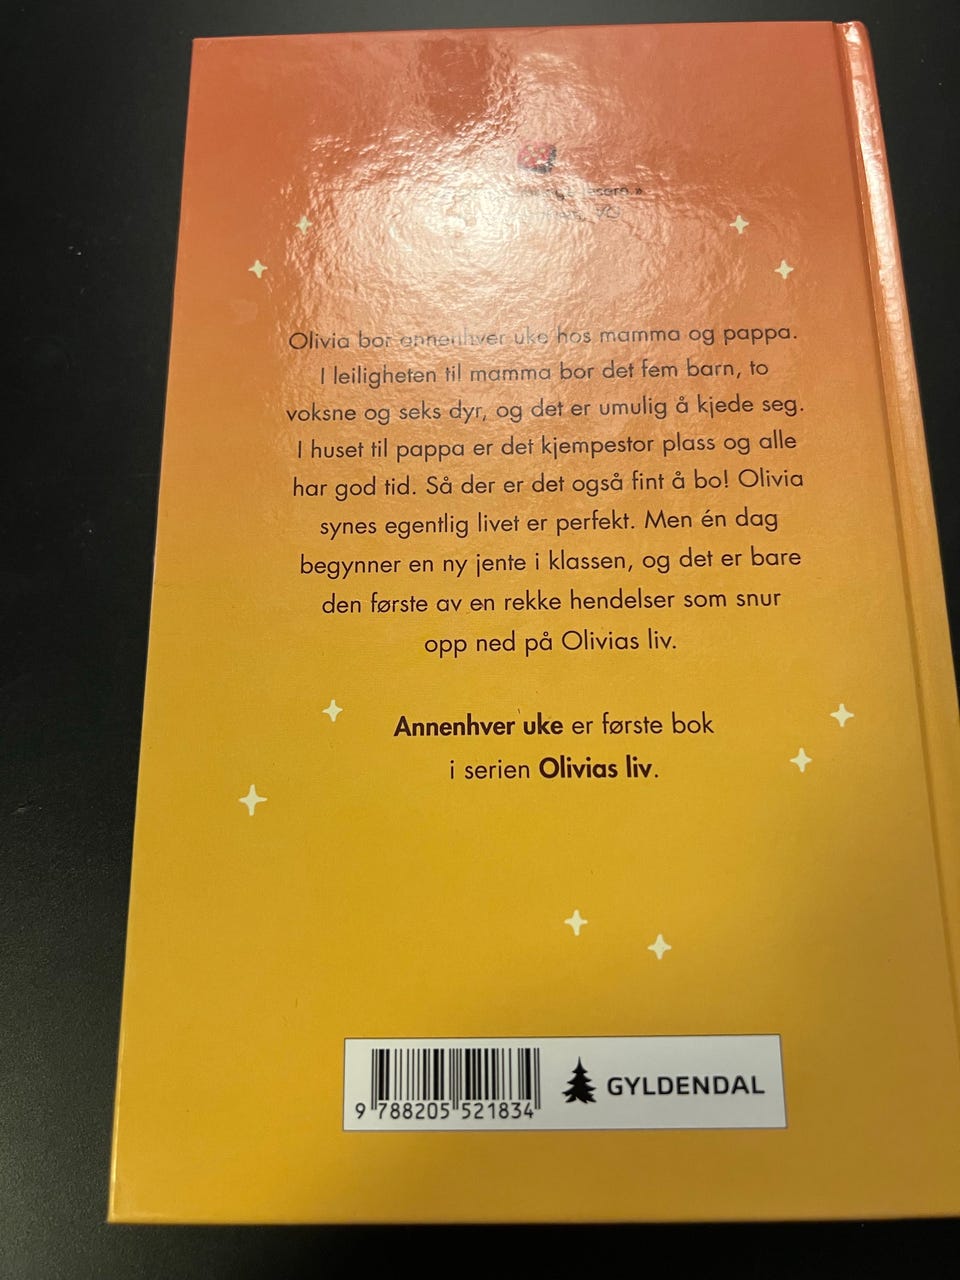 Olivia bor annenhver uke hos mamma og pappa.
I leiligheten til mamma bor det fem barn, to
voksne og seks dyr, og det er umulig å kjede seg.
I huset til pappa er det kjempestor plass og alle
har god tid. Så der er det også fint å bo! Olivia
synes egentlig livet er perfekt. Men én dag
begynner en ny jente i klassen, og det er bare
den første av en rekke hendelser som snur
opp ned på Olivias liv.
Annenhver uke er første bok
i serien Olivias liv.
9 788205 521834
GYLDENDAL